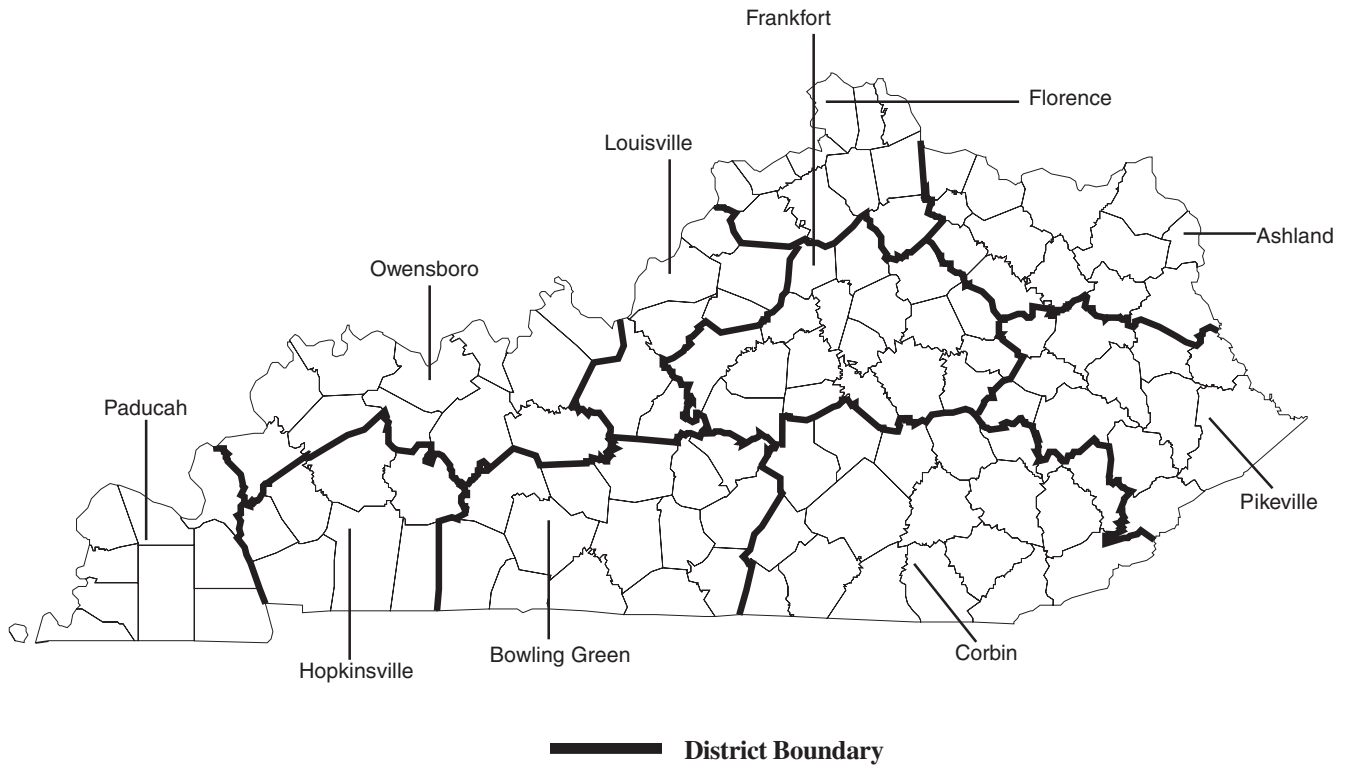 Frankfort
Florence
Louisville
Ashland
Owensboro
Paducah
Pikeville
Bowling Green
Corbin
Hopkinsville
District Boundary